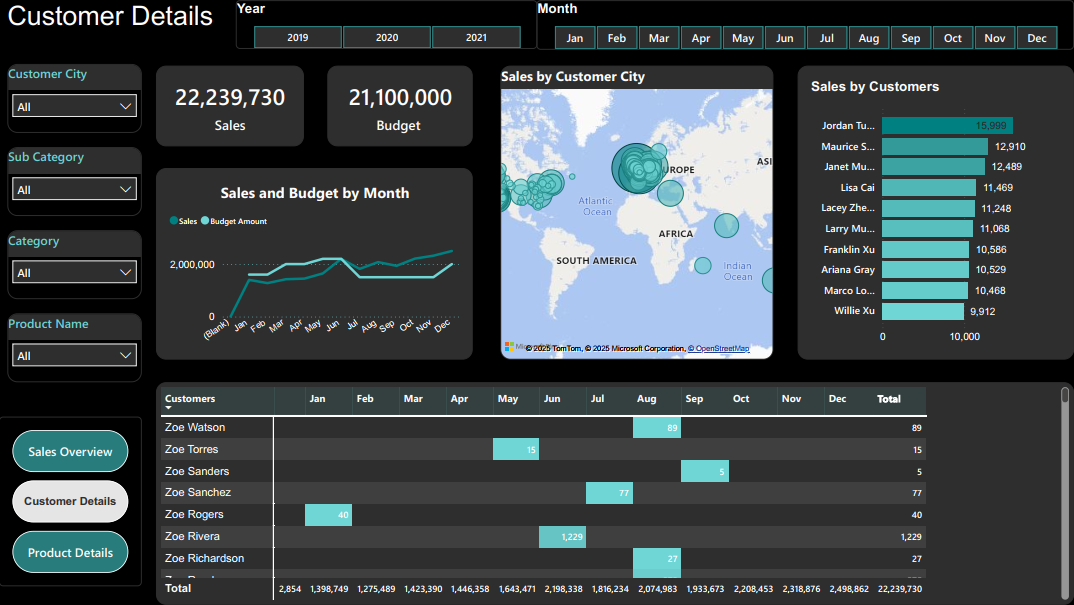 Customer Details
Year
2019 2020 2021
Month
Jan Feb Mar Apr May Jun Jul Aug Sep Oct Nov Dec
Customer City
All
Sub Category
All
Category
All
Product Name
All
22,239,730
Sales
21,100,000
Budget
Sales and Budget by Month
Sales Budget Amount
2,000,000
0
(Blank) Jan Feb Mar Apr May Jun Jul Aug Sep Oct Nov Dec
Sales by Customer City
EUROPE
ASI
Atlantic
Ocean
AFRICA
SOUTH AMERICA
Indian
Ocean
© 2025 TomTom, © 2025 Microsoft Corporation, © OpenStreetMap
Sales by Customers
Jordan Tu... 15,999
Maurice S... 12,910
Janet Mu... 12,489
Lisa Cai 11,469
Lacey Zhe... 11,248
Larry Mu... 11,068
Franklin Xu 10,586
Ariana Gray 10,529
Marco Lo... 10,468
Willie Xu 9,912
0 10,000
Sales Overview
Customer Details
Product Details
Customers Jan Feb Mar Apr May Jun Jul Aug Sep Oct Nov Dec Total
Zoe Watson 89 89
Zoe Torres 15 15
Zoe Sanders 5 5
Zoe Sanchez 77 77
Zoe Rogers 40 40
Zoe Rivera 1,229 1,229
Zoe Richardson 27 27
Total 2,854 1,398,749 1,275,489 1,423,390 1,446,358 1,643,471 2,198,338 1,816,234 2,074,983 1,933,673 2,208,453 2,318,876 2,498,862 22,239,730